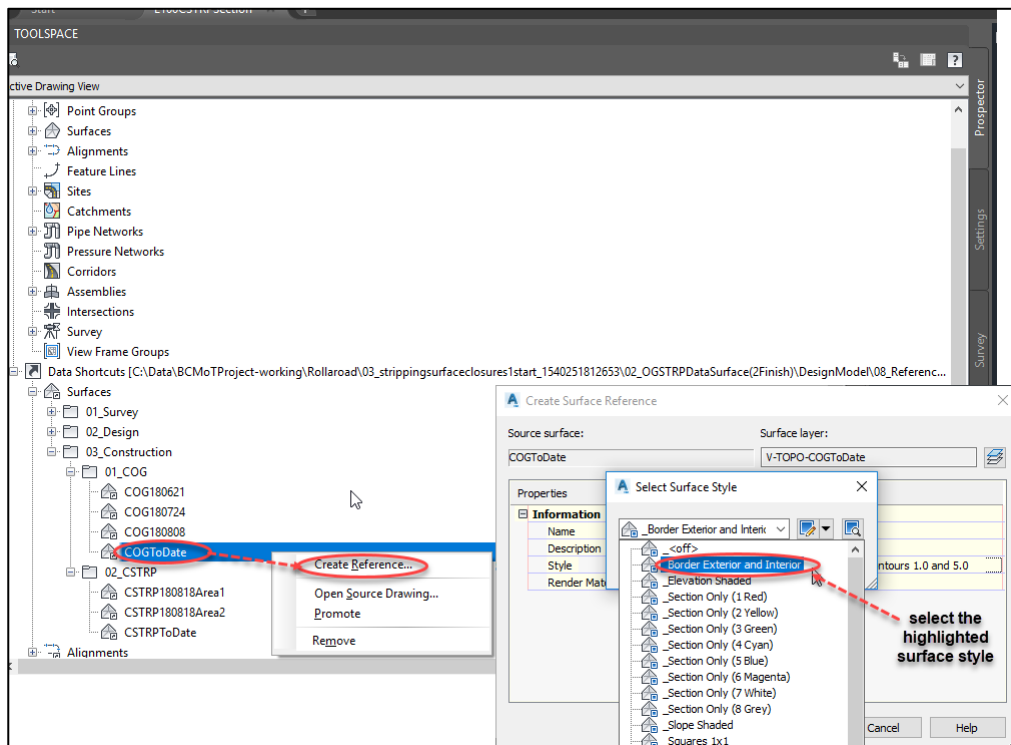 Start
E100CSTRPSection
TOOLSPACE
ctive Drawing View
Point Groups
Surfaces
Alignments
Feature Lines
Sites
Catchments
Pipe Networks
Pressure Networks
Corridors
Assemblies
Intersections
Survey
View Frame Groups
Data Shortcuts [C:\Data\BCMoTProject-working\Rollaroad\03_strippingsurfaceclosures1start_1540251812653\02_OGSTRPDataSurface(2Finish)\DesignModel\08_Referenc...
Surfaces
01_Survey
02_Design
03_Construction
01_COG
COG180621
COG180724
COG180808
COGToDate
02_CSTRP
CSTRP180818Area1
CSTRP180818Area2
CSTRPToDate
Alignments
Prospector
Settings
Survey
Create Reference...
Open Source Drawing...
Promote
Remove
Create Surface Reference
Source surface:
Surface layer:
COGToDate
V-TOPO-COGToDate
Properties
Information
Name
Description
Style
ntours 1.0 and 5.0
Render Mate
Select Surface Style
_Border Exterior and Interic
_<off>
_Border Exterior and Interior
_Elevation Shaded
_Section Only (1 Red)
_Section Only (2 Yellow)
_Section Only (3 Green)
_Section Only (4 Cyan)
_Section Only (5 Blue)
_Section Only (6 Magenta)
_Section Only (7 White)
_Section Only (8 Grey)
_Slope Shaded
Squares 1x1
select the
highlighted
surface style
Cancel
Help